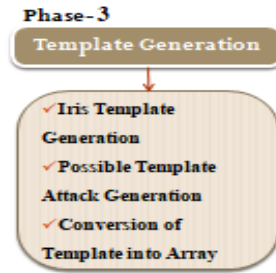 Phase-3
Template Generation
✓Iris Template
Generation
✓Possible Template
Attack Generation
✓Conversion of
Template into Array